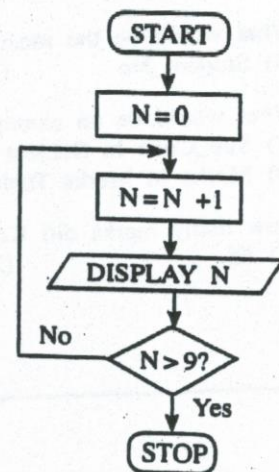 START
N=0
N=N +1
DISPLAY N
No
N>9?
Yes
STOP